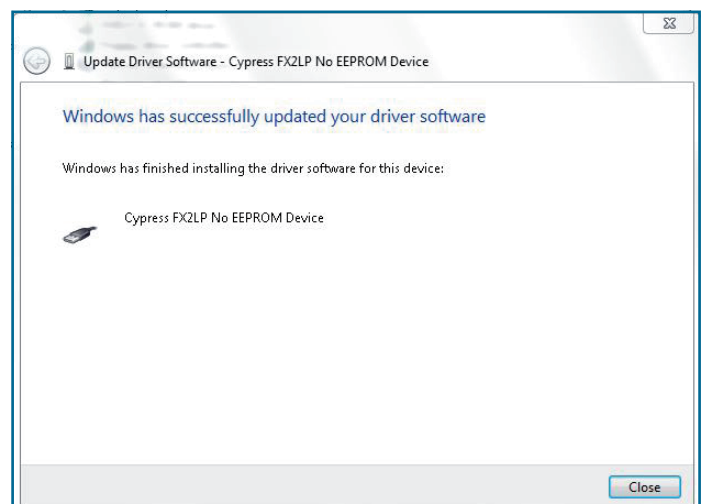 Update Driver Software - Cypress FX2LP No EEPROM Device
Windows has successfully updated your driver software
Windows has finished installing the driver software for this device:
Cypress FX2LP No EEPROM Device
Close